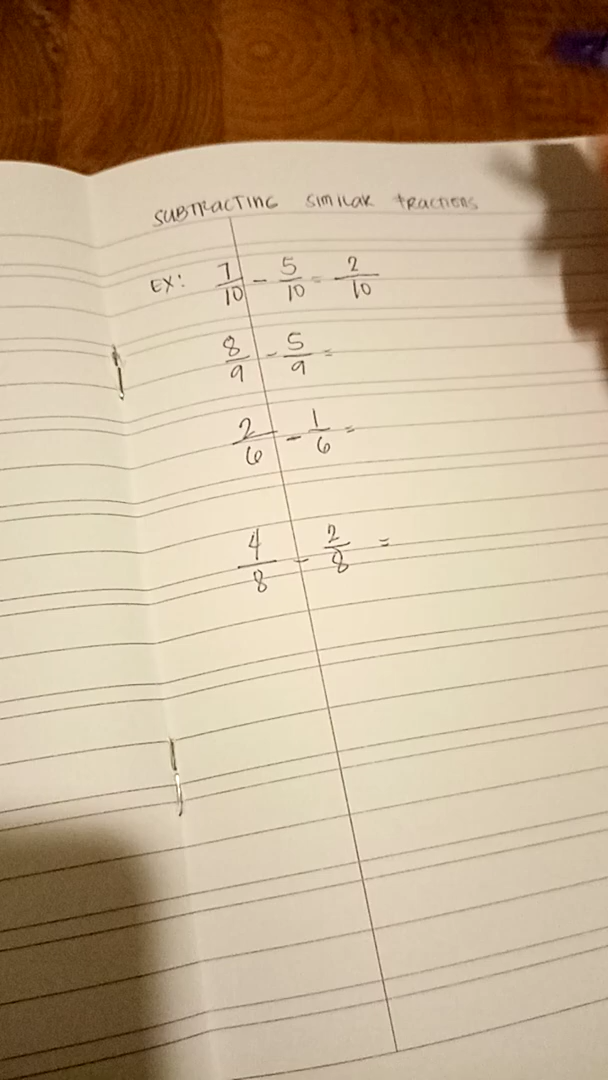 SUBTRACTING SIMILAR fractions
EX: 7/10 - 5/10 = 2/10
8/9 - 5/9 =
2/6 - 1/6 =
4/8 - 2/8 =